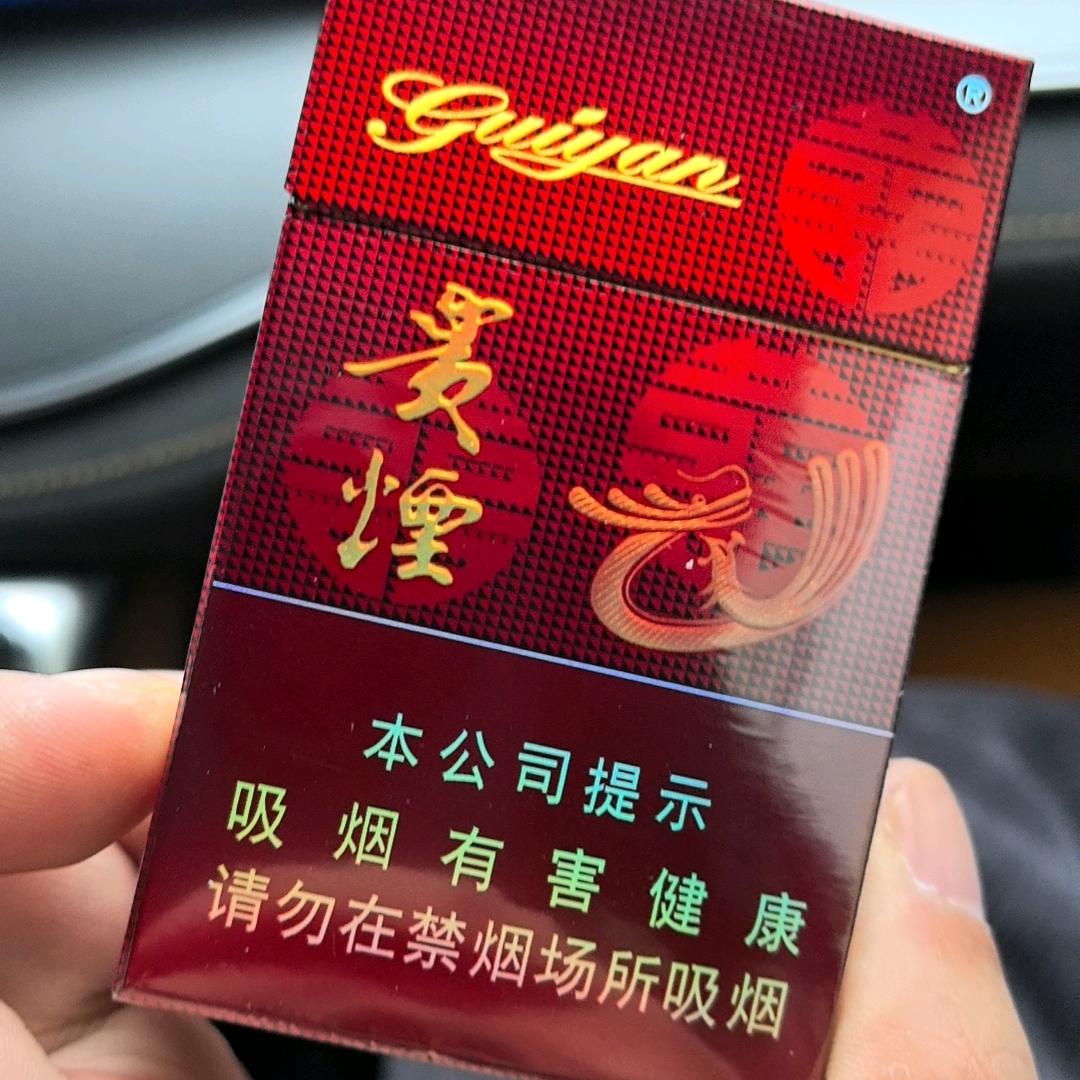 Guiyan
®
贵
煙
本公司提示
吸烟有害健康
请勿在禁烟场所吸烟